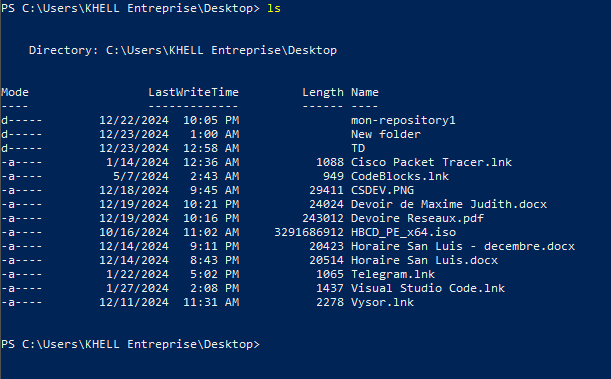 PS C:\Users\KHELL Entreprise\Desktop> ls
Directory: C:\Users\KHELL Entreprise\Desktop
Mode LastWriteTime Length Name
---- ------------- ------ ----
d----- 12/22/2024 10:05 PM mon-repository1
d----- 12/23/2024 1:00 AM New folder
d----- 12/23/2024 12:58 AM TD
-a---- 1/14/2024 12:36 AM 1088 Cisco Packet Tracer.lnk
-a---- 5/7/2024 2:43 AM 949 CodeBlocks.lnk
-a---- 12/18/2024 9:45 AM 29411 CSDEV.PNG
-a---- 12/19/2024 10:21 PM 24024 Devoir de Maxime Judith.docx
-a---- 12/19/2024 10:16 PM 243012 Devoire Reseaux.pdf
-a---- 10/16/2024 11:02 AM 3291686912 HBCD_PE_x64.iso
-a---- 12/14/2024 9:11 PM 20423 Horaire San Luis - decembre.docx
-a---- 12/14/2024 8:43 PM 20514 Horaire San Luis.docx
-a---- 1/22/2024 5:02 PM 1065 Telegram.lnk
-a---- 1/27/2024 2:08 PM 1437 Visual Studio Code.lnk
-a---- 12/11/2024 11:31 AM 2278 Vysor.lnk
PS C:\Users\KHELL Entreprise\Desktop>